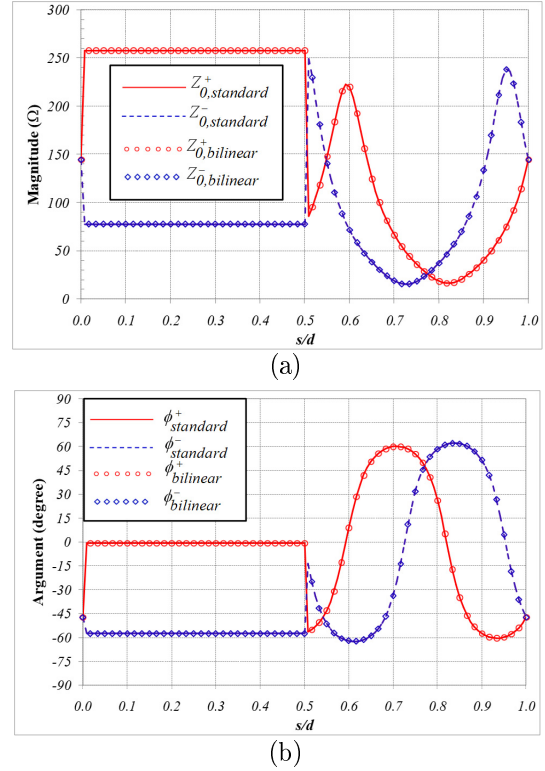 300
250
200
150
100
50
0
Magnitude (Ω)
Z+0,standard
Z−0,standard
Z+0,bilinear
Z−0,bilinear
0.0 0.1 0.2 0.3 0.4 0.5 0.6 0.7 0.8 0.9 1.0
s/d
(a)
90
75
60
45
30
15
0
-15
-30
-45
-60
-75
-90
Argument (degree)
ϕ+standard
ϕ−standard
ϕ+bilinear
ϕ−bilinear
0.0 0.1 0.2 0.3 0.4 0.5 0.6 0.7 0.8 0.9 1.0
s/d
(b)